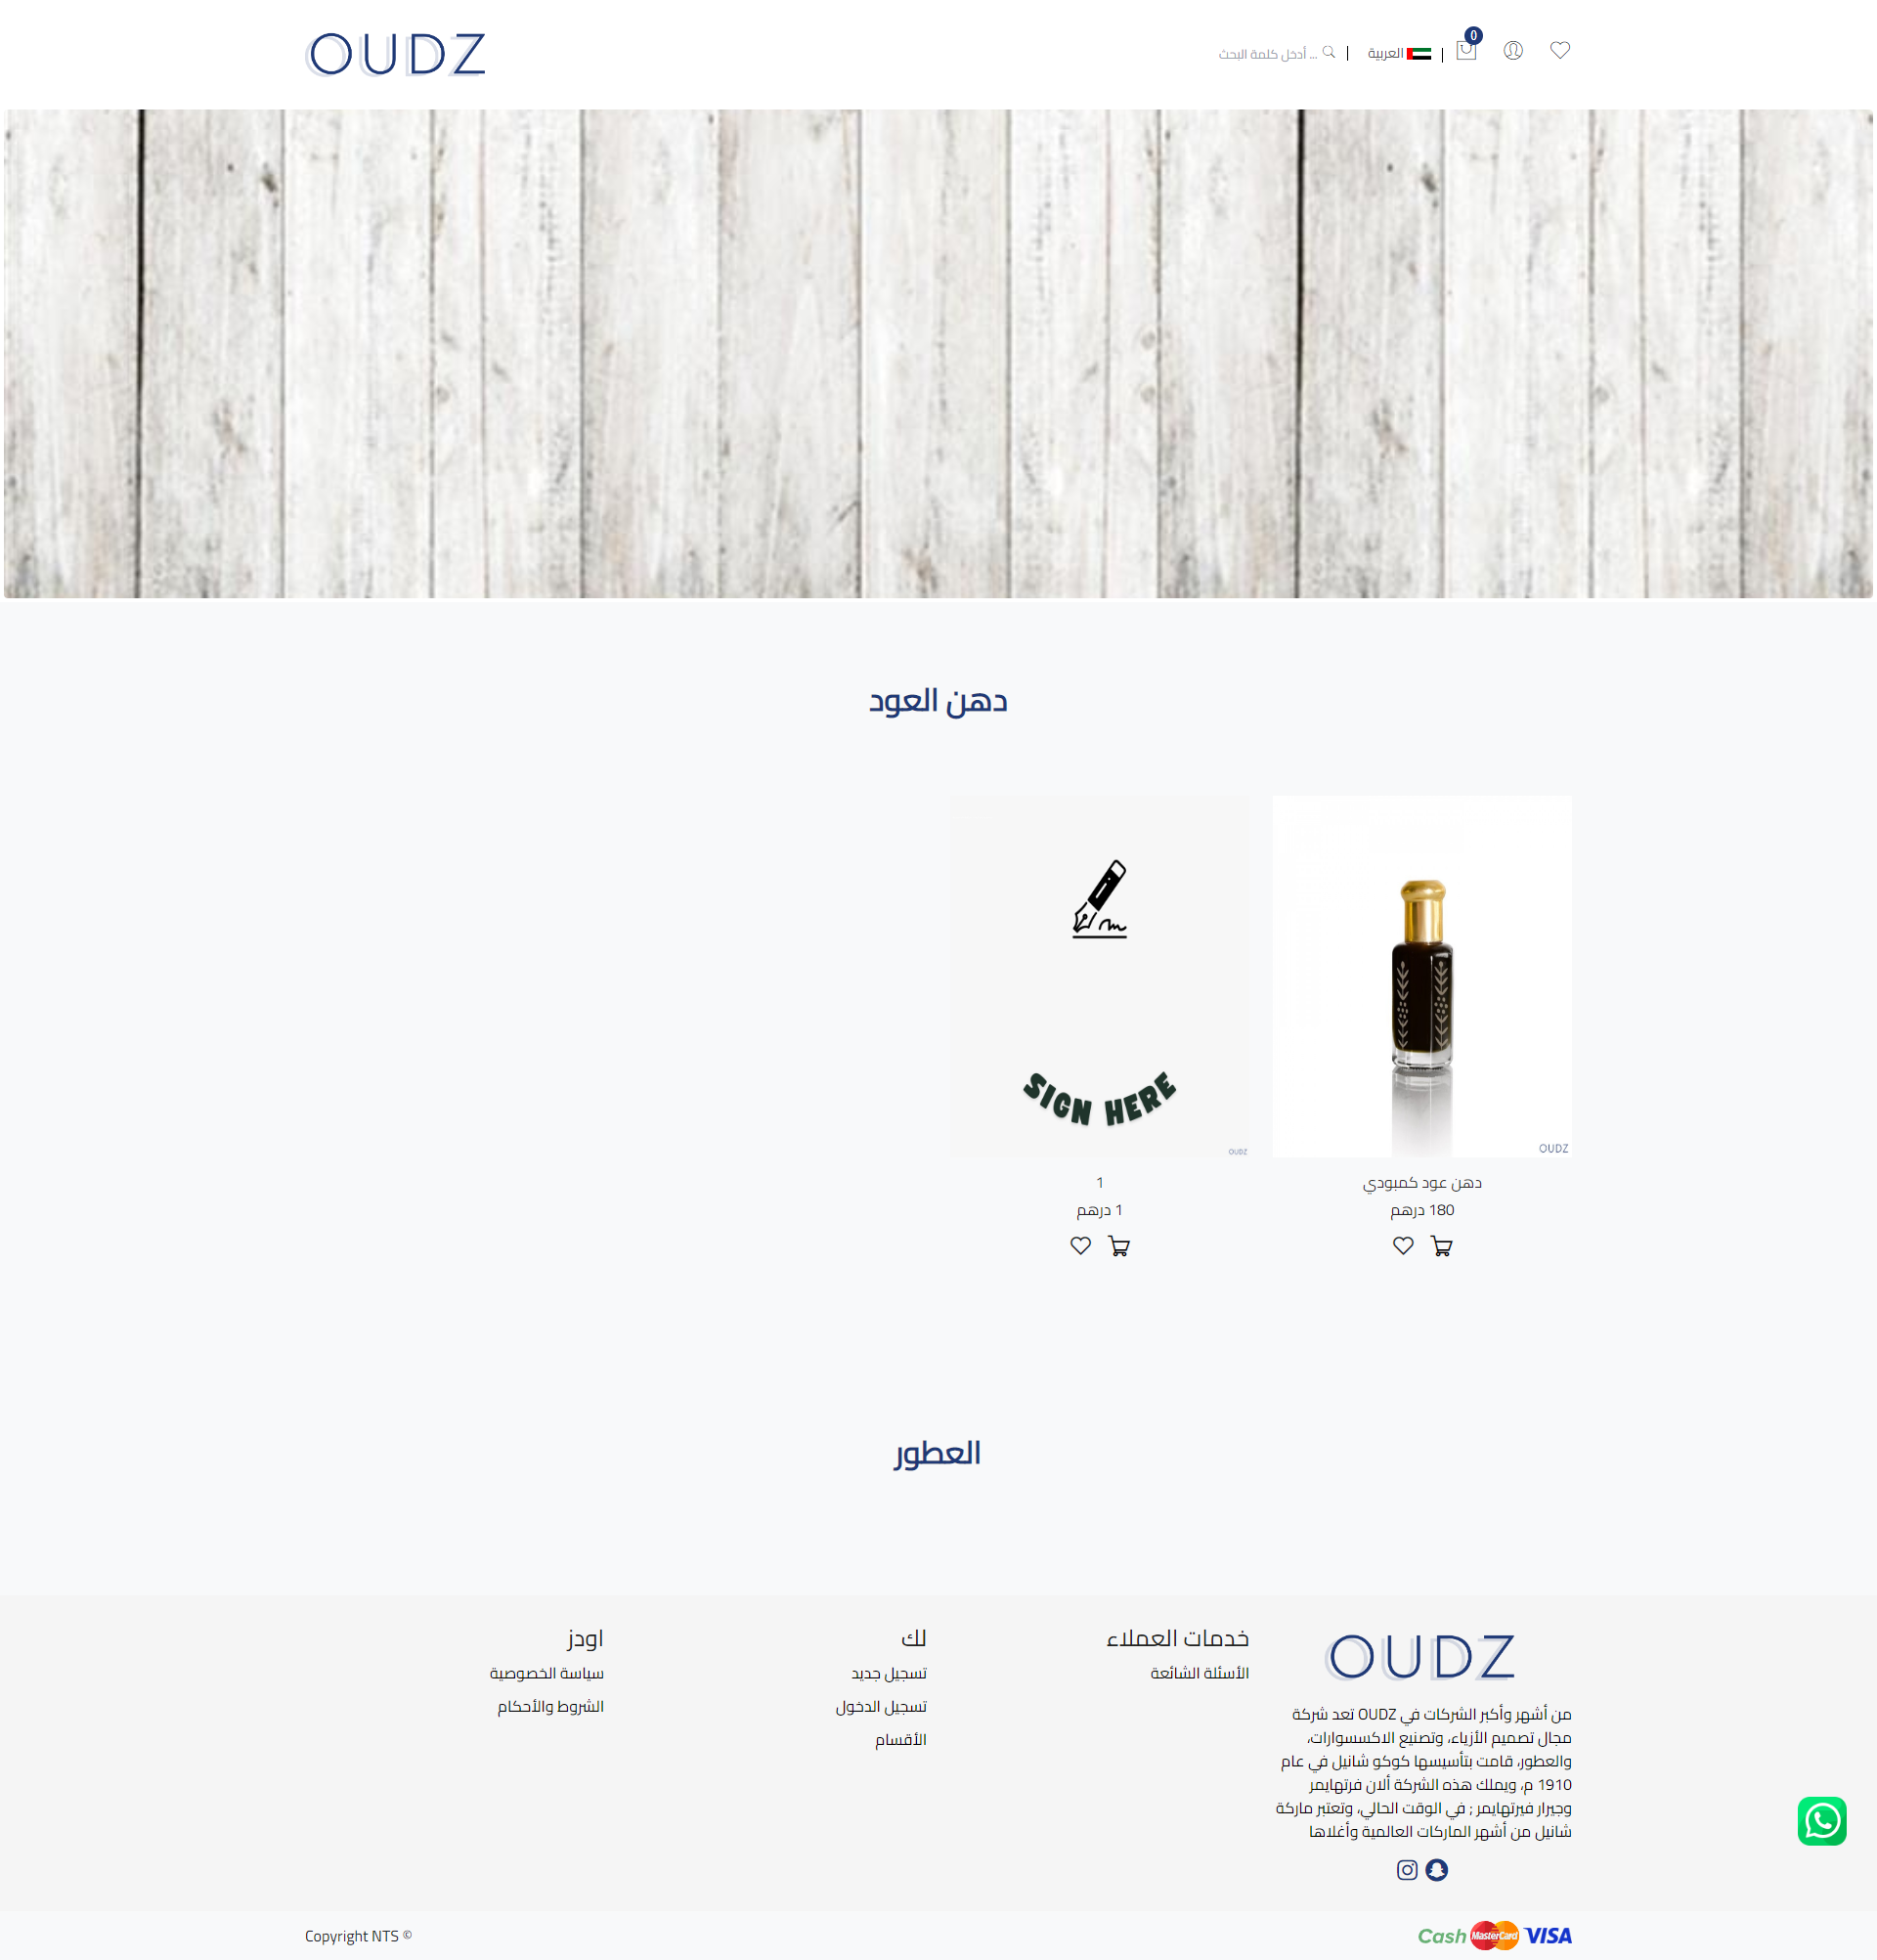 OUDZ
0
العربية
أدخل كلمة البحث ...
دهن العود
OUDZ
دهن عود كمبودي
180 درهم
SIGN HERE
OUDZ
1
1 درهم
العطور
OUDZ
من أشهر وأكبر الشركات في OUDZ تعد شركة
مجال تصميم الأزياء، وتصنيع الاكسسوارات،
والعطور، قامت بتأسيسها كوكو شانيل في عام
1910 م، ويملك هذه الشركة ألان فرتهايمر
وجيرار فيرتهايمر ; في الوقت الحالي، وتعتبر ماركة
شانيل من أشهر الماركات العالمية وأغلاها
خدمات العملاء
الأسئلة الشائعة
لك
تسجيل جديد
تسجيل الدخول
الأقسام
اودز
سياسة الخصوصية
الشروط والأحكام
VISA
MasterCard
Cash
Copyright NTS ©